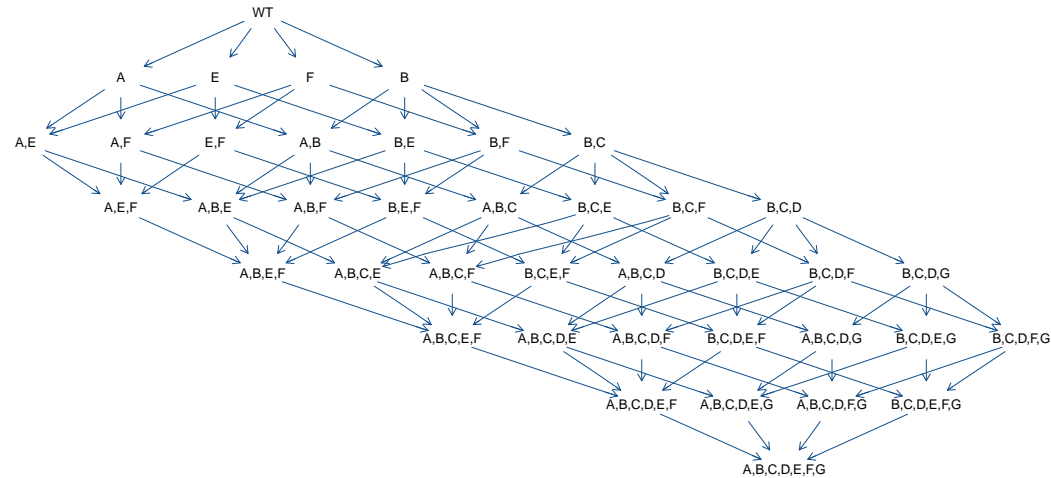 WT
A E F B
A,E A,F E,F A,B B,E B,F B,C
A,E,F A,B,E A,B,F B,E,F A,B,C B,C,E B,C,F B,C,D
A,B,E,F A,B,C,E A,B,C,F B,C,E,F A,B,C,D B,C,D,E B,C,D,F B,C,D,G
A,B,C,E,F A,B,C,D,E A,B,C,D,F B,C,D,E,F A,B,C,D,G B,C,D,E,G B,C,D,F,G
A,B,C,D,E,F A,B,C,D,E,G A,B,C,D,F,G B,C,D,E,F,G
A,B,C,D,E,F,G